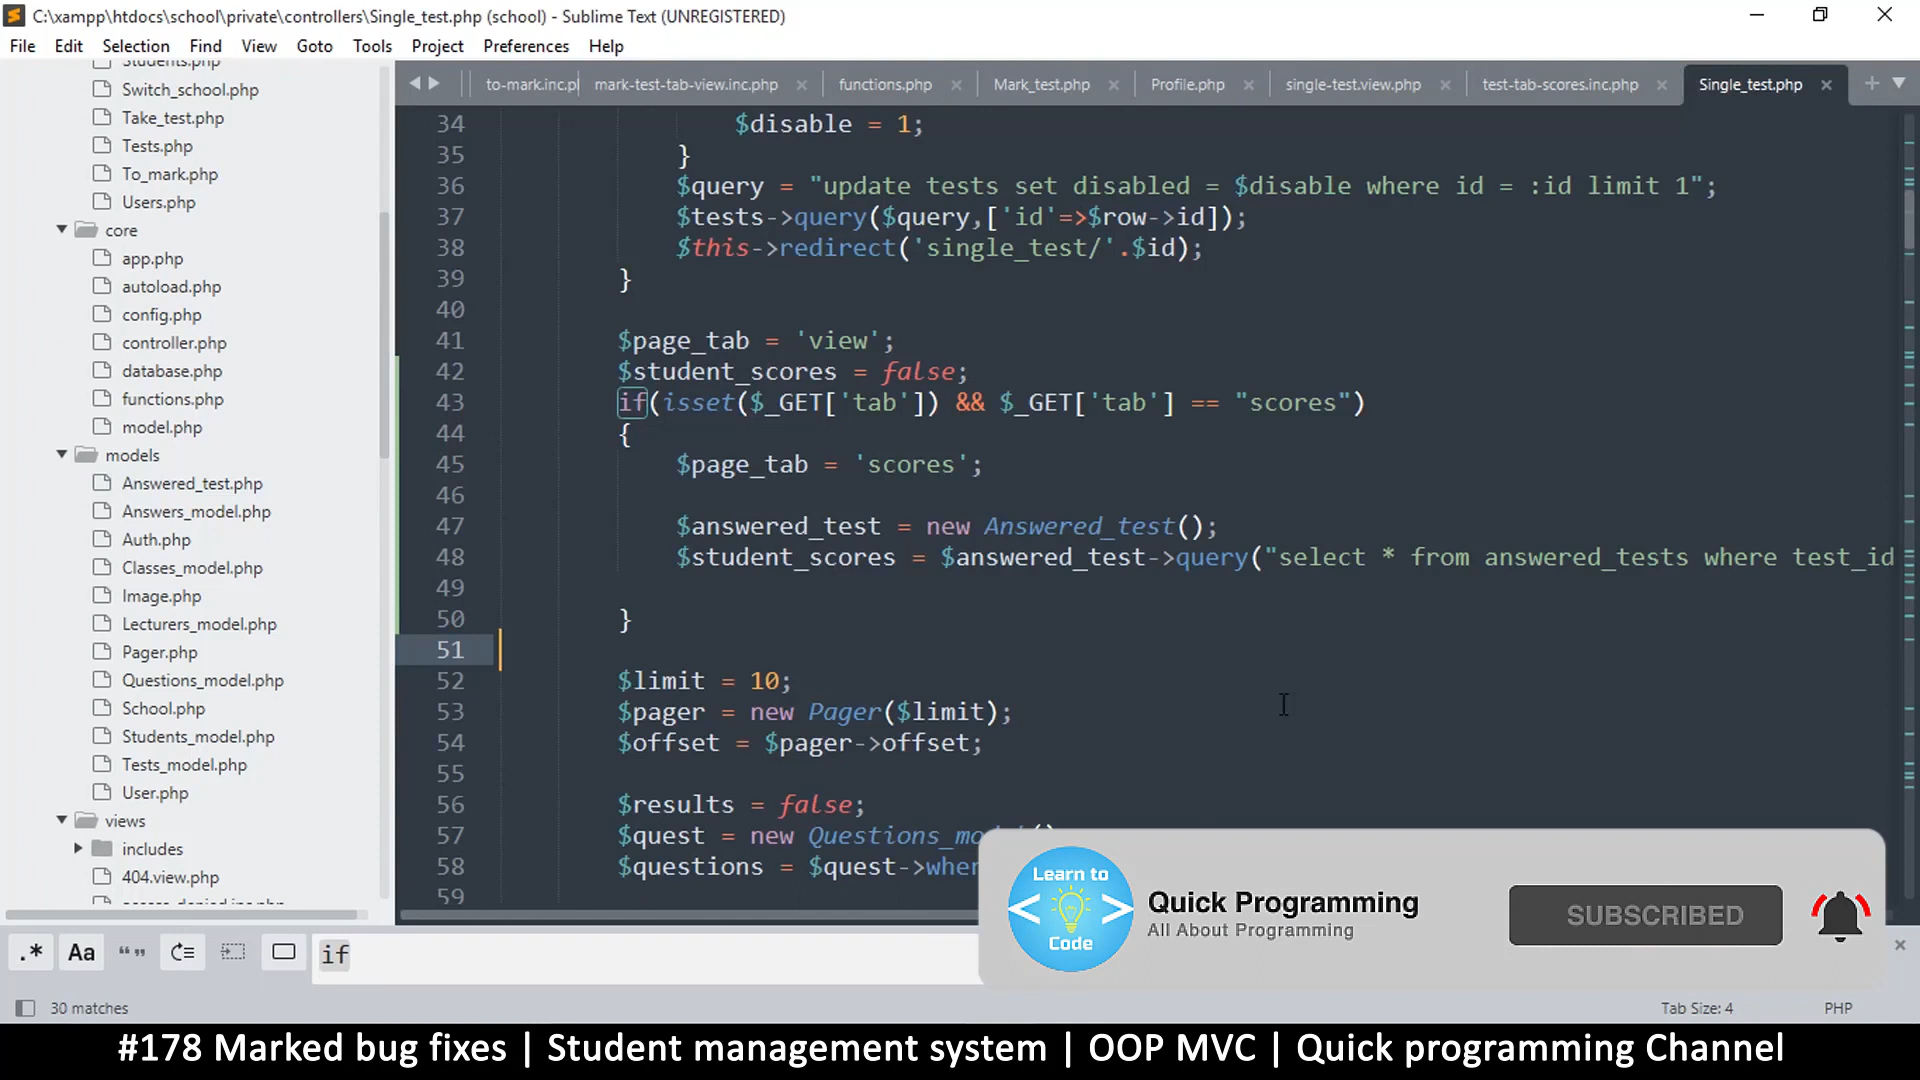 C:\xampp\htdocs\school\private\controllers\Single_test.php (school) - Sublime Text (UNREGISTERED)
File Edit Selection Find View Goto Tools Project Preferences Help
to-mark.inc.p mark-test-tab-view.inc.php functions.php Mark_test.php Profile.php single-test.view.php test-tab-scores.inc.php Single_test.php
Students.php
Switch_school.php
Take_test.php
Tests.php
To_mark.php
Users.php
core
app.php
autoload.php
config.php
controller.php
database.php
functions.php
model.php
models
Answered_test.php
Answers_model.php
Auth.php
Classes_model.php
Image.php
Lecturers_model.php
Pager.php
Questions_model.php
School.php
Students_model.php
Tests_model.php
User.php
views
includes
404.view.php
34 $disable = 1;
35 }
36 $query = "update tests set disabled = $disable where id = :id limit 1";
37 $tests->query($query,['id'=>$row->id]);
38 $this->redirect('single_test/'.$id);
39 }
40
41 $page_tab = 'view';
42 $student_scores = false;
43 if(isset($_GET['tab']) && $_GET['tab'] == "scores")
44 {
45 $page_tab = 'scores';
46
47 $answered_test = new Answered_test();
48 $student_scores = $answered_test->query("select * from answered_tests where test_id
49
50 }
51
52 $limit = 10;
53 $pager = new Pager($limit);
54 $offset = $pager->offset;
55
56 $results = false;
57 $quest = new Questions_mo
58 $questions = $quest->wher
59
Learn to
< >
Code
Quick Programming
All About Programming
SUBSCRIBED
.* Aa “” if
30 matches
Tab Size: 4 PHP
#178 Marked bug fixes | Student management system | OOP MVC | Quick programming Channel